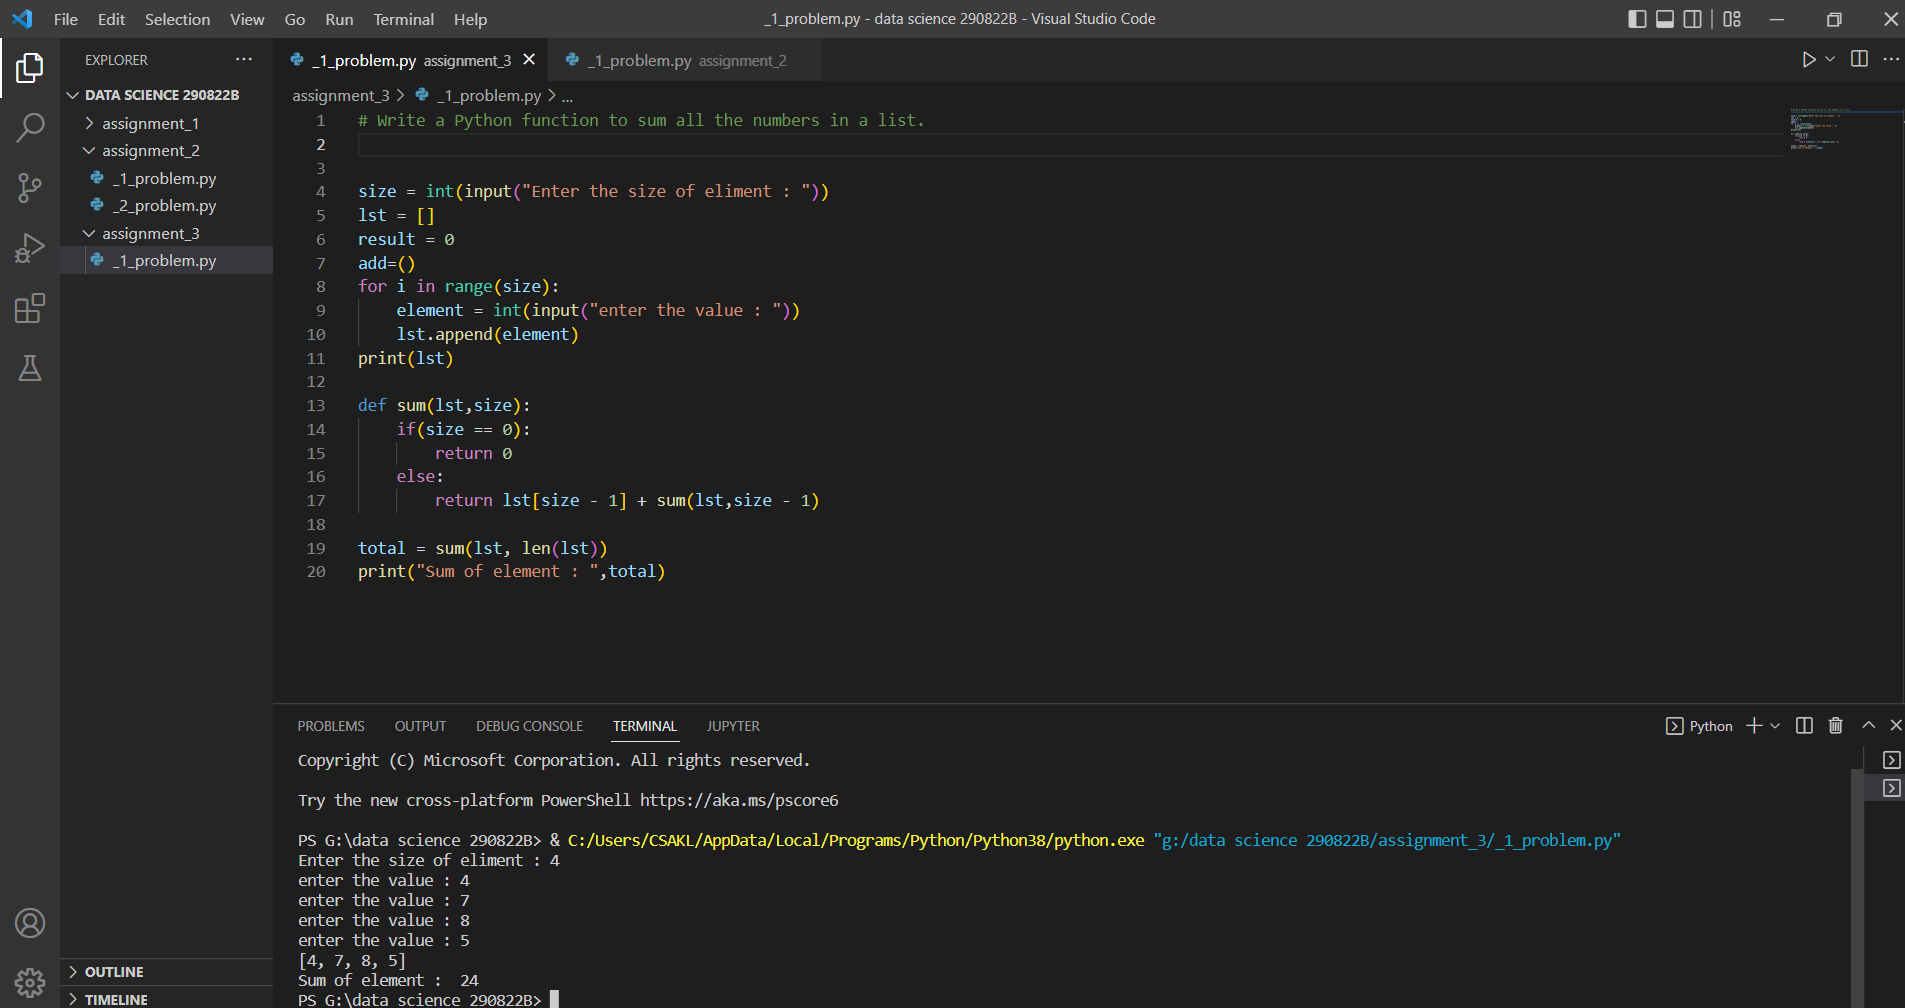 File Edit Selection View Go Run Terminal Help
_1_problem.py - data science 290822B - Visual Studio Code
EXPLORER
DATA SCIENCE 290822B
assignment_1
assignment_2
_1_problem.py
_2_problem.py
assignment_3
_1_problem.py
OUTLINE
TIMELINE
_1_problem.py assignment_3
_1_problem.py assignment_2
assignment_3 > _1_problem.py > ...
1 # Write a Python function to sum all the numbers in a list.
2
3
4 size = int(input("Enter the size of eliment : "))
5 lst = []
6 result = 0
7 add=()
8 for i in range(size):
9     element = int(input("enter the value : "))
10     lst.append(element)
11 print(lst)
12
13 def sum(lst,size):
14     if(size == 0):
15         return 0
16     else:
17         return lst[size - 1] + sum(lst,size - 1)
18
19 total = sum(lst, len(lst))
20 print("Sum of element : ",total)
PROBLEMS OUTPUT DEBUG CONSOLE TERMINAL JUPYTER
Python
Copyright (C) Microsoft Corporation. All rights reserved.
Try the new cross-platform PowerShell https://aka.ms/pscore6
PS G:\data science 290822B> & C:/Users/CSAKL/AppData/Local/Programs/Python/Python38/python.exe "g:/data science 290822B/assignment_3/_1_problem.py"
Enter the size of eliment : 4
enter the value : 4
enter the value : 7
enter the value : 8
enter the value : 5
[4, 7, 8, 5]
Sum of element :  24
PS G:\data science 290822B>